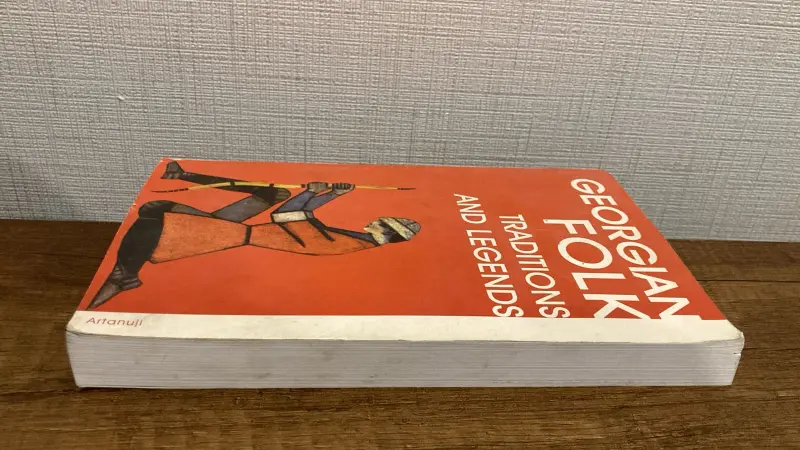 GEORGIAN
FOLK
TRADITIONS
AND LEGENDS
Artanuji